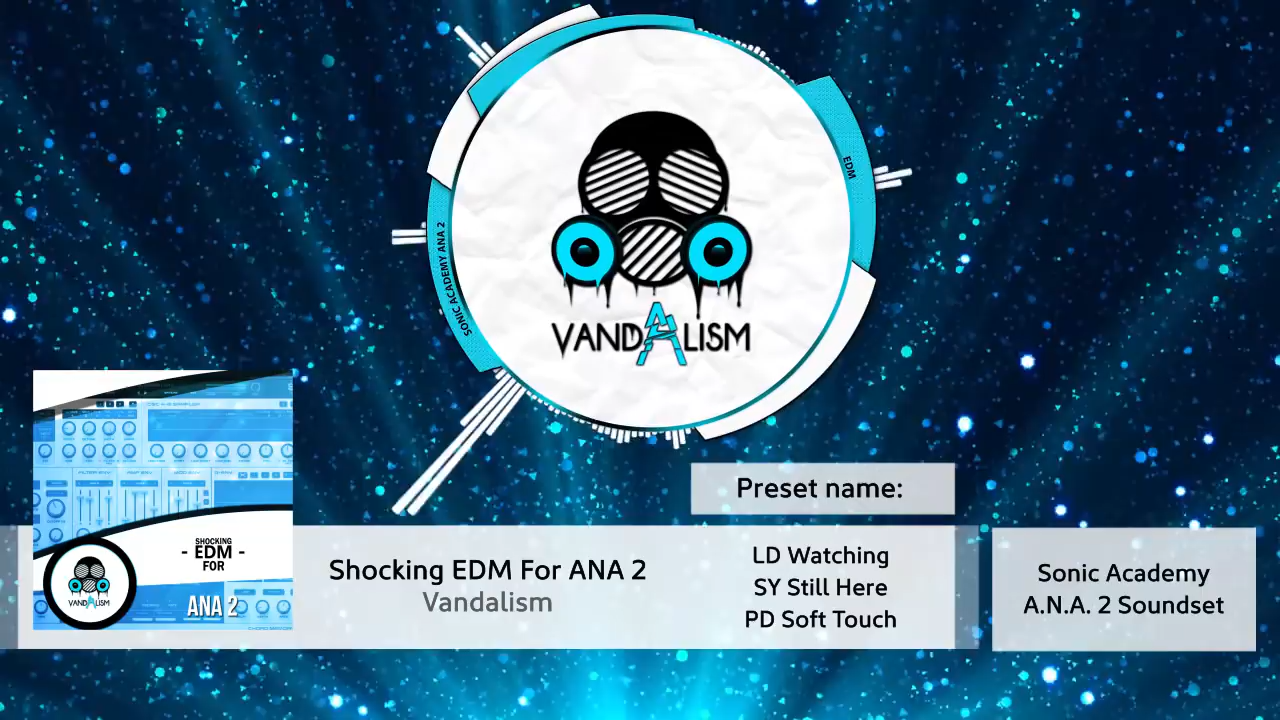 EDM
SONIC ACADEMY ANA 2
VANDALISM
Preset name:
SHOCKING
- EDM -
FOR
ANA 2
VANDALISM
Shocking EDM For ANA 2
Vandalism
LD Watching
SY Still Here
PD Soft Touch
Sonic Academy
A.N.A. 2 Soundset